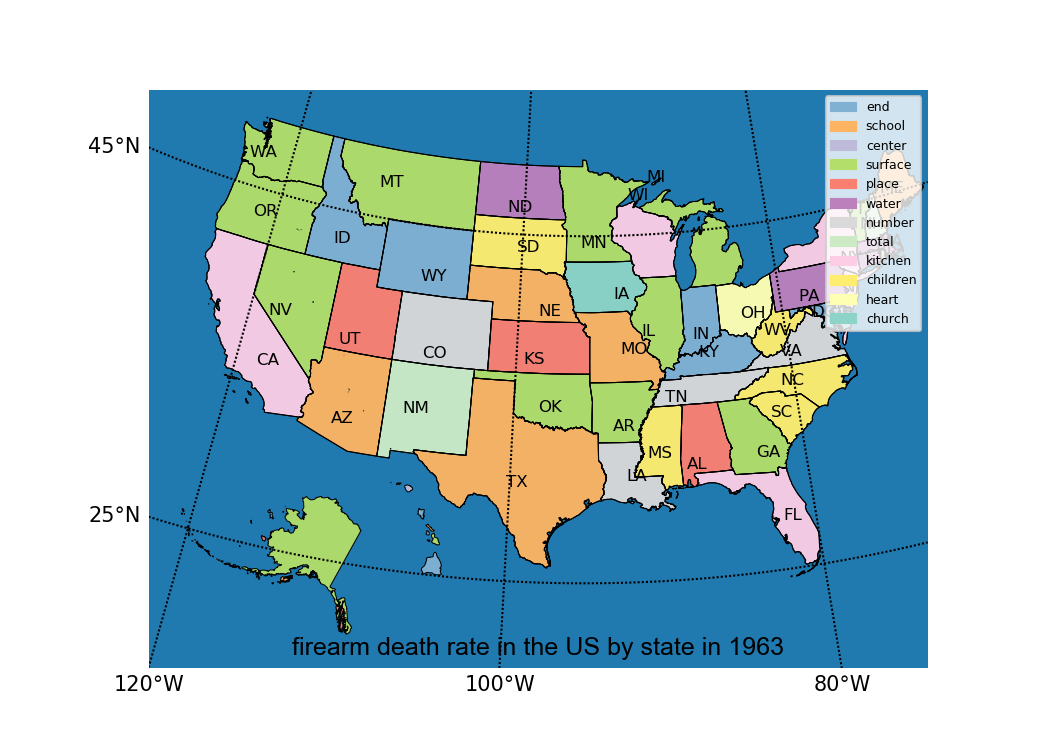 45°N
25°N
120°W
100°W
80°W
end
school
center
surface
place
water
number
total
kitchen
children
heart
church
WA
MT
ND
MI
WI
OR
ID
SD
MN
WY
IA
PA
NV
NE
OH
IL
IN
WV
UT
CO
KS
MO
KY
VA
CA
NC
NM
TN
AZ
OK
AR
SC
MS
GA
AL
TX
LA
FL
firearm death rate in the US by state in 1963